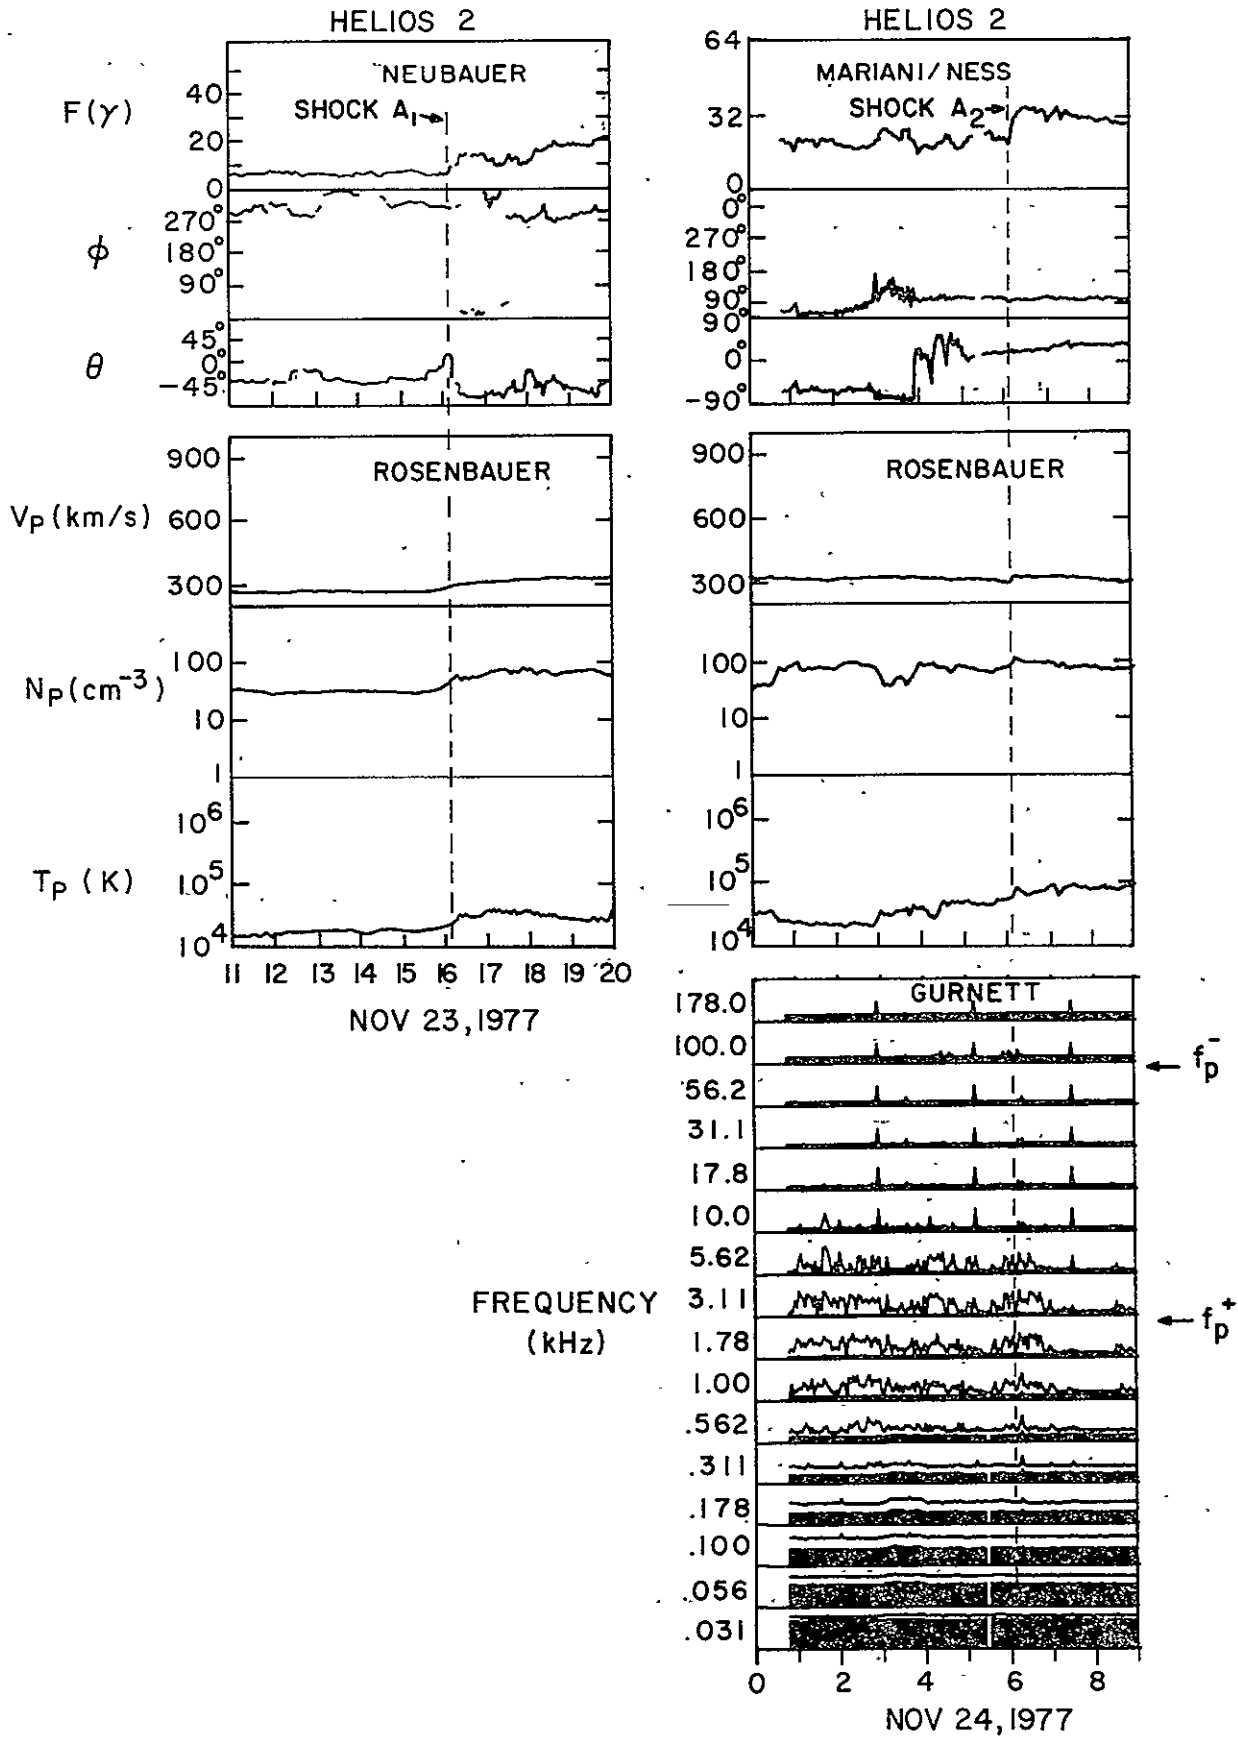 HELIOS 2
NEUBAUER
SHOCK A1
F(γ)
40
20
0
ϕ
270°
180°
90°
θ
45°
0°
-45°
ROSENBAUER
VP (km/s)
900
600
300
NP (cm-3)
100
10
1
TP (K)
10^6
10^5
10^4
11 12 13 14 15 16 17 18 19 20
NOV 23, 1977
HELIOS 2
64
MARIANI/NESS
SHOCK A2
32
0
0°
270°
180°
90°
90°
0°
-90°
ROSENBAUER
900
600
300
100
10
1
10^6
10^5
10^4
GURNETT
178.0
100.0
fp-
56.2
31.1
17.8
10.0
5.62
FREQUENCY
(kHz)
3.11
fp+
1.78
1.00
.562
.311
.178
.100
.056
.031
0 2 4 6 8
NOV 24, 1977